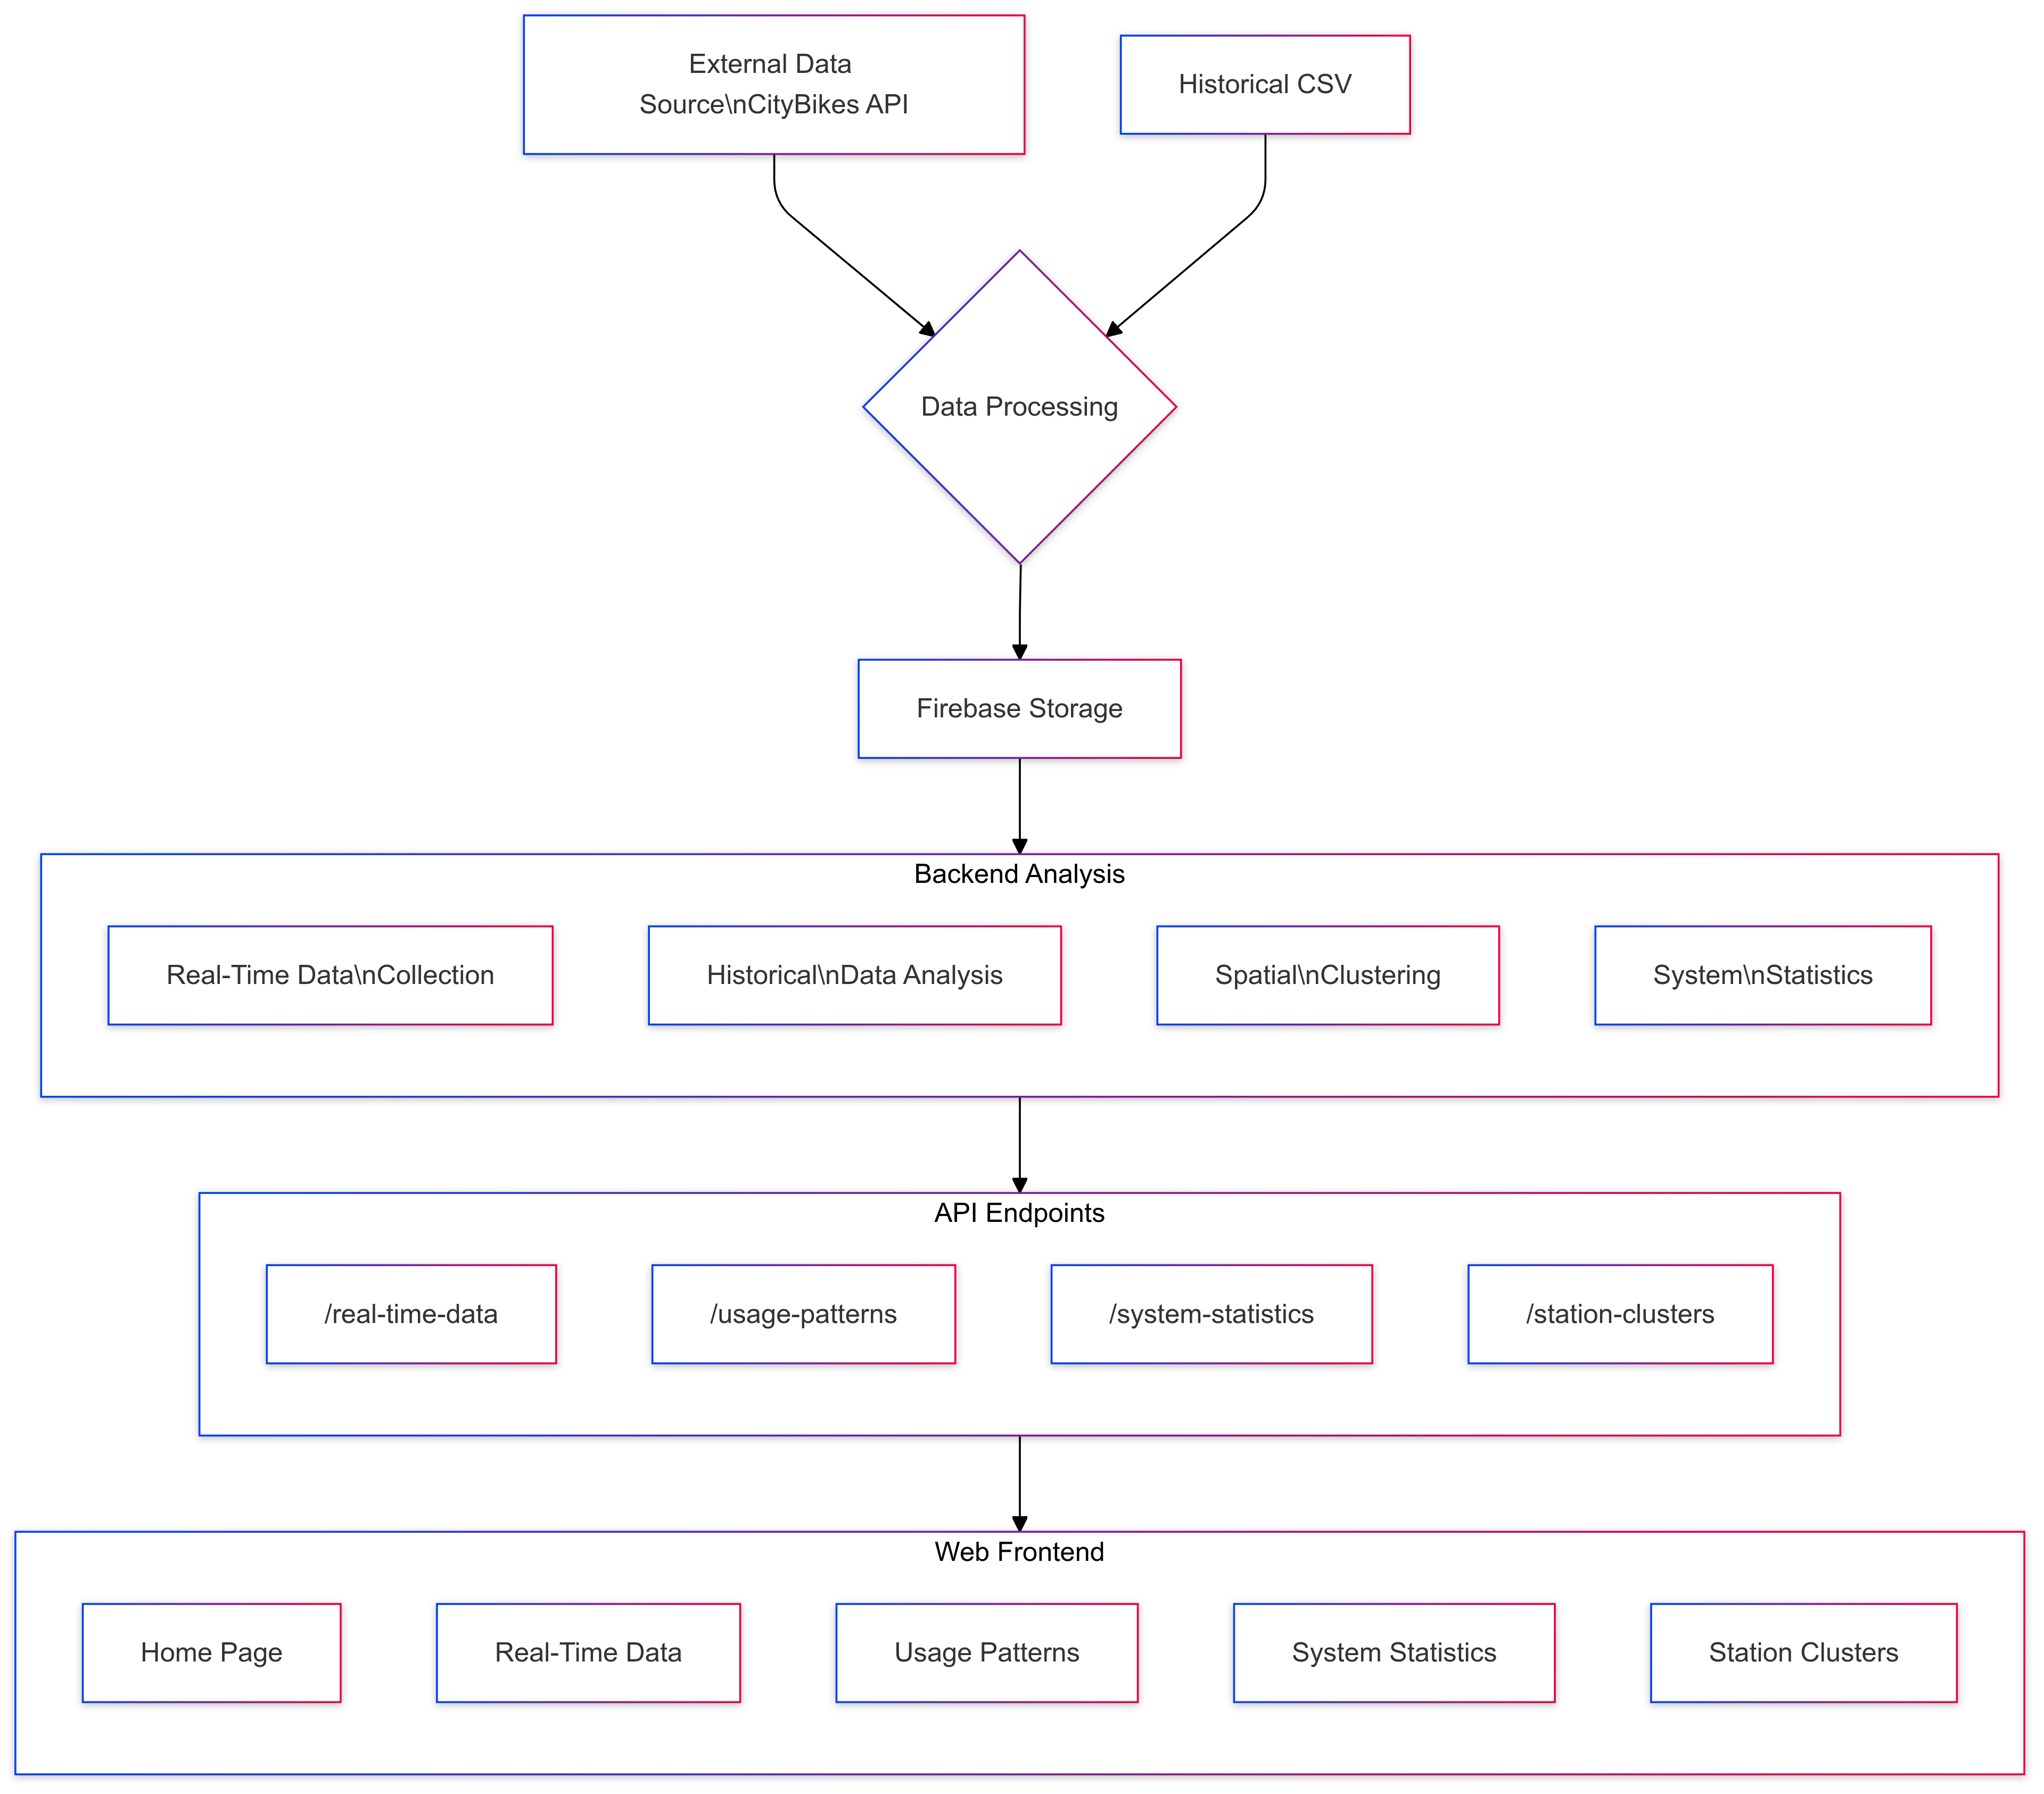 External Data
Source\nCityBikes API
Historical CSV
Data Processing
Firebase Storage
Backend Analysis
Real-Time Data\nCollection
Historical\nData Analysis
Spatial\nClustering
System\nStatistics
API Endpoints
/real-time-data
/usage-patterns
/system-statistics
/station-clusters
Web Frontend
Home Page
Real-Time Data
Usage Patterns
System Statistics
Station Clusters